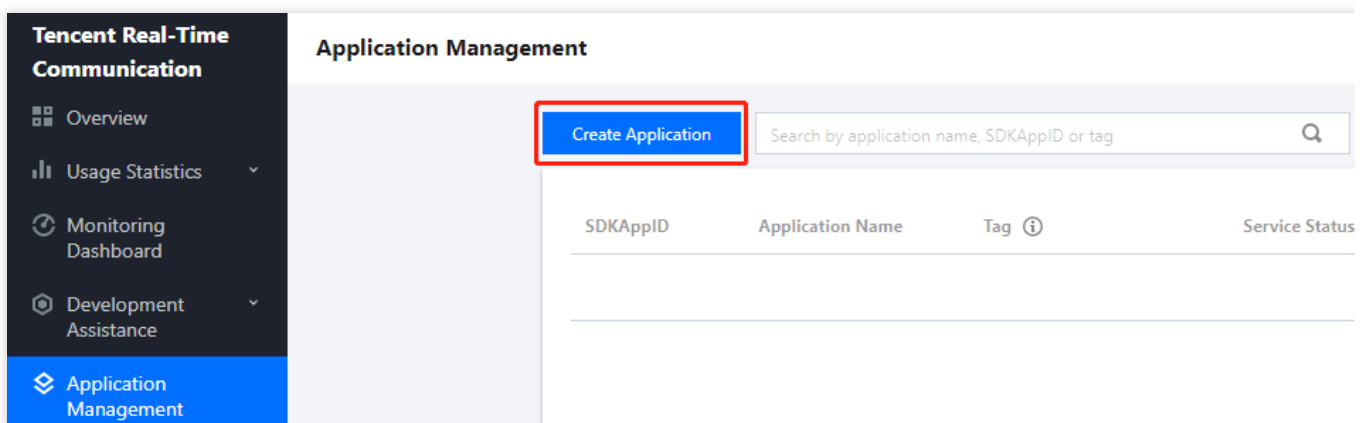 Tencent Real-Time
Communication
Application Management
Overview
Create Application
Search by application name, SDKAppID or tag
Usage Statistics
Monitoring
Dashboard
SDKAppID
Application Name
Tag
Service Status
Development
Assistance
Application
Management